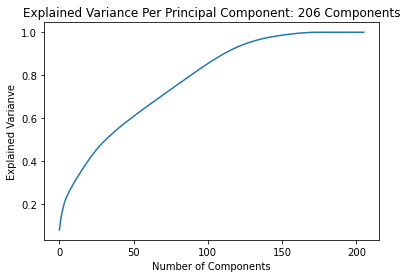 Explained Variance Per Principal Component: 206 Components
1.0
0.8
0.6
0.4
0.2
Explained Varianve
0 50 100 150 200
Number of Components